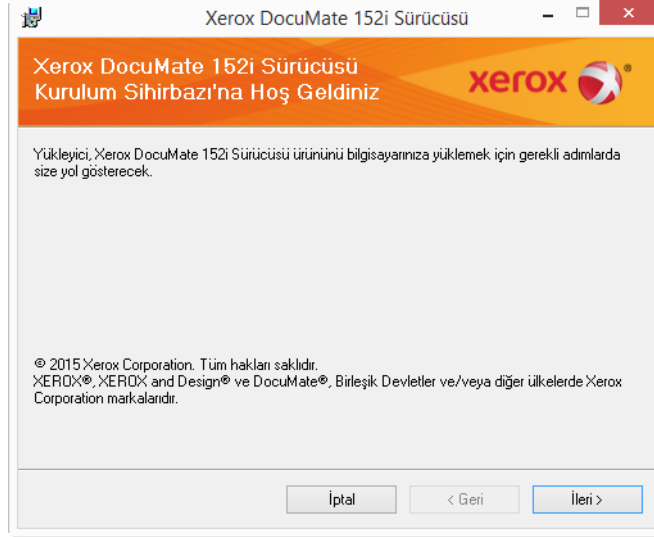 Xerox DocuMate 152i Sürücüsü
Xerox DocuMate 152i Sürücüsü
Kurulum Sihirbazı'na Hoş Geldiniz
xerox
Yükleyici, Xerox DocuMate 152i Sürücüsü ürününü bilgisayarınıza yüklemek için gerekli adımlarda
size yol gösterecek.
© 2015 Xerox Corporation. Tüm hakları saklıdır.
XEROX®, XEROX and Design® ve DocuMate®, Birleşik Devletler ve/veya diğer ülkelerde Xerox
Corporation markalarıdır.
İptal
< Geri
İleri >